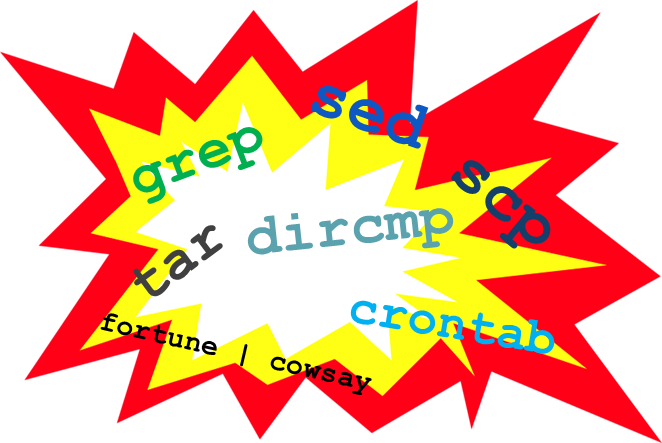 sed
grep
scp
dircmp
tar
crontab
fortune | cowsay